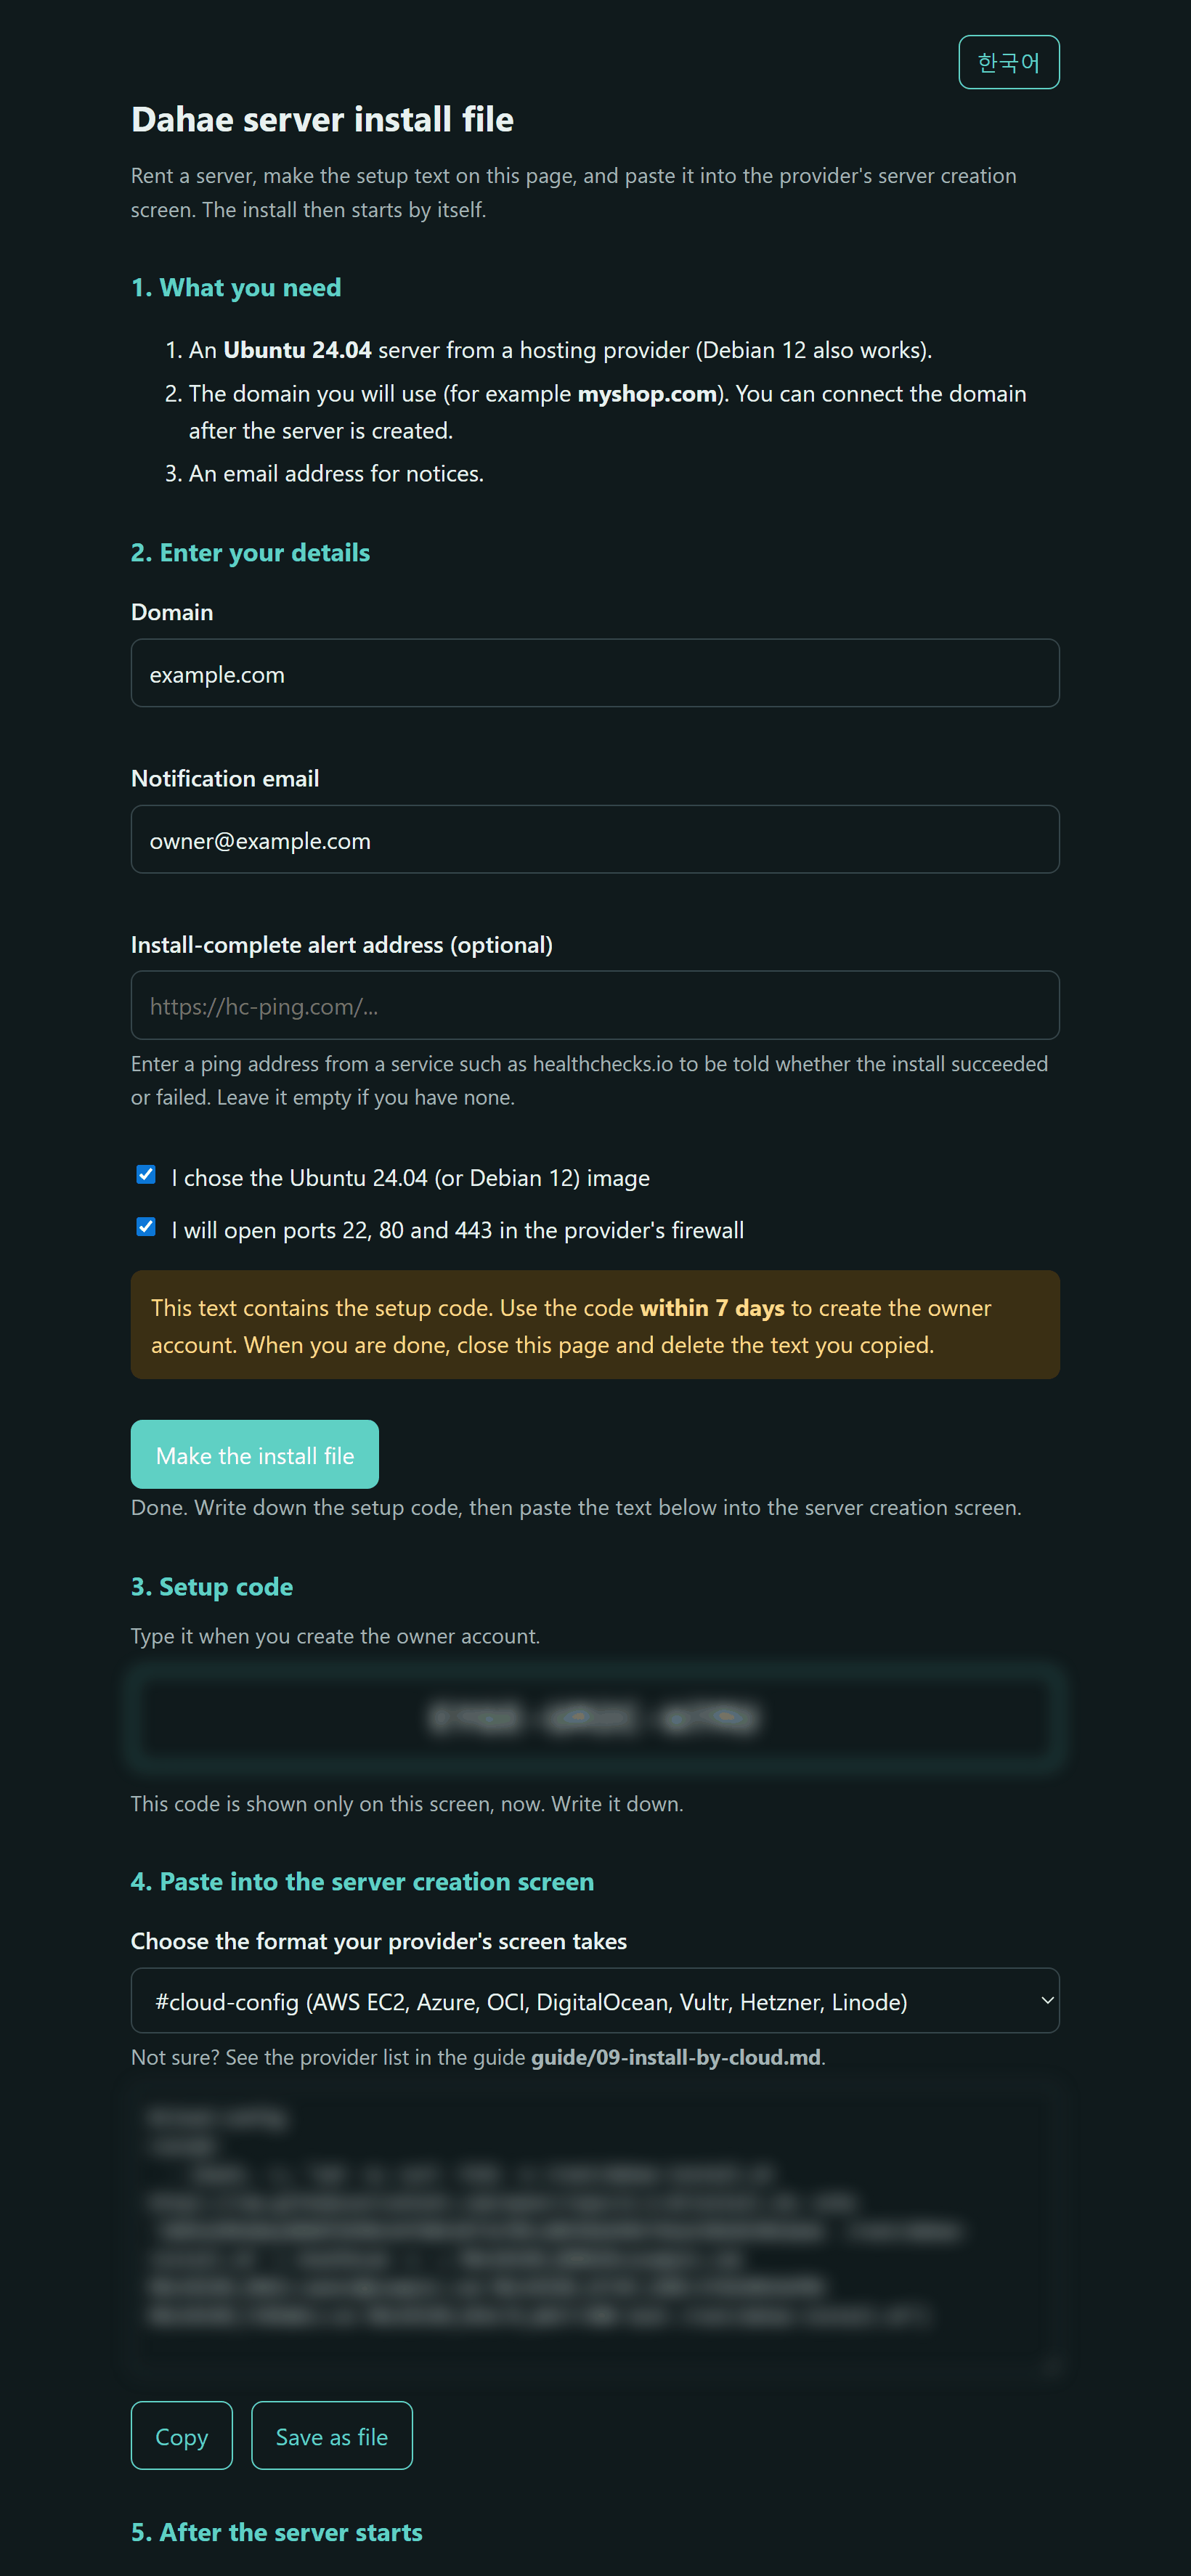 한국어
Dahae server install file
Rent a server, make the setup text on this page, and paste it into the provider's server creation
screen. The install then starts by itself.
1. What you need
1. An Ubuntu 24.04 server from a hosting provider (Debian 12 also works).
2. The domain you will use (for example myshop.com). You can connect the domain
after the server is created.
3. An email address for notices.
2. Enter your details
Domain
example.com
Notification email
owner@example.com
Install-complete alert address (optional)
https://hc-ping.com/...
Enter a ping address from a service such as healthchecks.io to be told whether the install succeeded
or failed. Leave it empty if you have none.
I chose the Ubuntu 24.04 (or Debian 12) image
I will open ports 22, 80 and 443 in the provider's firewall
This text contains the setup code. Use the code within 7 days to create the owner
account. When you are done, close this page and delete the text you copied.
Make the install file
Done. Write down the setup code, then paste the text below into the server creation screen.
3. Setup code
Type it when you create the owner account.
This code is shown only on this screen, now. Write it down.
4. Paste into the server creation screen
Choose the format your provider's screen takes
#cloud-config (AWS EC2, Azure, OCI, DigitalOcean, Vultr, Hetzner, Linode)
Not sure? See the provider list in the guide guide/09-install-by-cloud.md.
Copy
Save as file
5. After the server starts